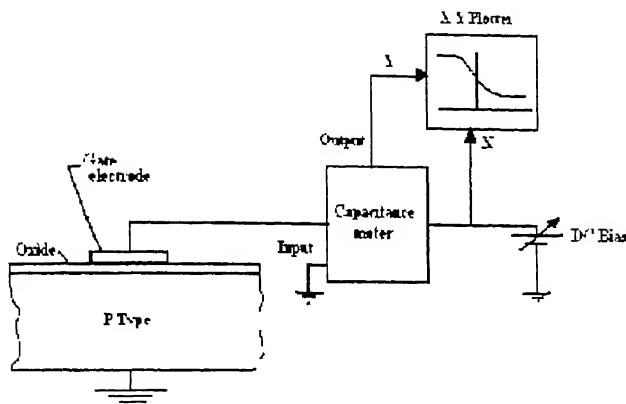 X Y Plotter
Y
Output
X
Gate
electrode
Capacitance
meter
Oxide
Input
DC Bias
P Type